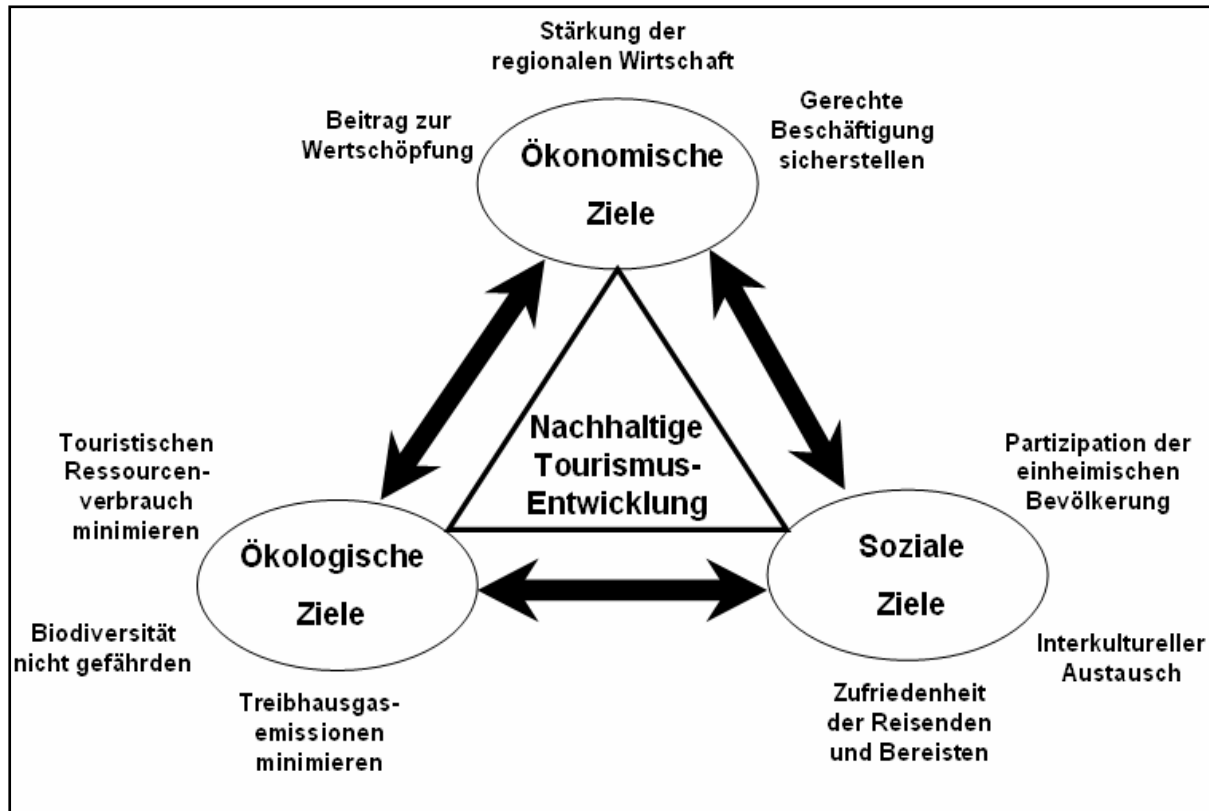 Stärkung der
regionalen Wirtschaft
Beitrag zur
Wertschöpfung
Gerechte
Beschäftigung
sicherstellen
Ökonomische
Ziele
Nachhaltige
Tourismus-
Entwicklung
Touristischen
Ressourcen-
verbrauch
minimieren
Ökologische
Ziele
Biodiversität
nicht gefährden
Treibhausgas-
emissionen
minimieren
Partizipation der
einheimischen
Bevölkerung
Soziale
Ziele
Interkultureller
Austausch
Zufriedenheit
der Reisenden
und Bereisten